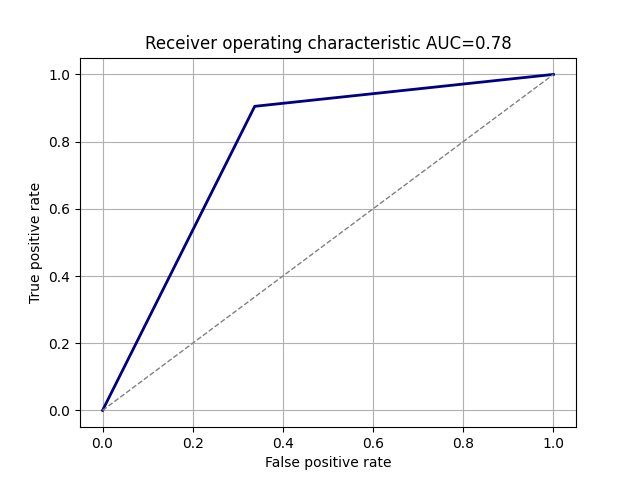 Receiver operating characteristic AUC=0.78
1.0
0.8
0.6
0.4
0.2
0.0
True positive rate
0.0 0.2 0.4 0.6 0.8 1.0
False positive rate